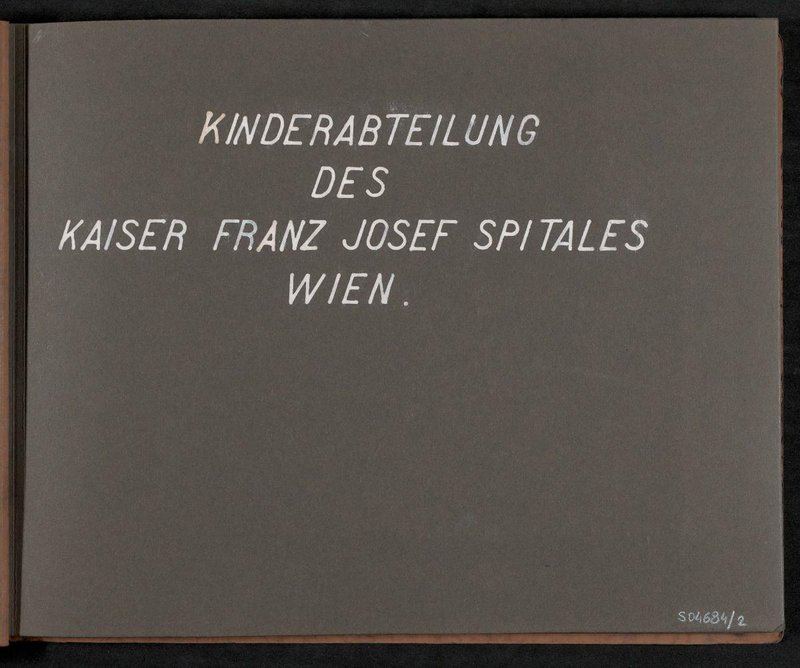 KINDERABTEILUNG
DES
KAISER FRANZ JOSEF SPITALES
WIEN.
S04684/2